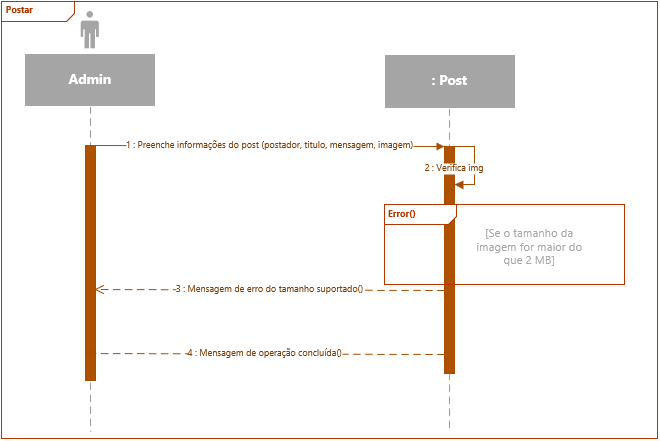 Postar
Admin
: Post
1 : Preenche informações do post (postador, titulo, mensagem, imagem)
2 : Verifica img
Error()
[Se o tamanho da
imagem for maior do
que 2 MB]
3 : Mensagem de erro do tamanho suportado()
4 : Mensagem de operação concluída()